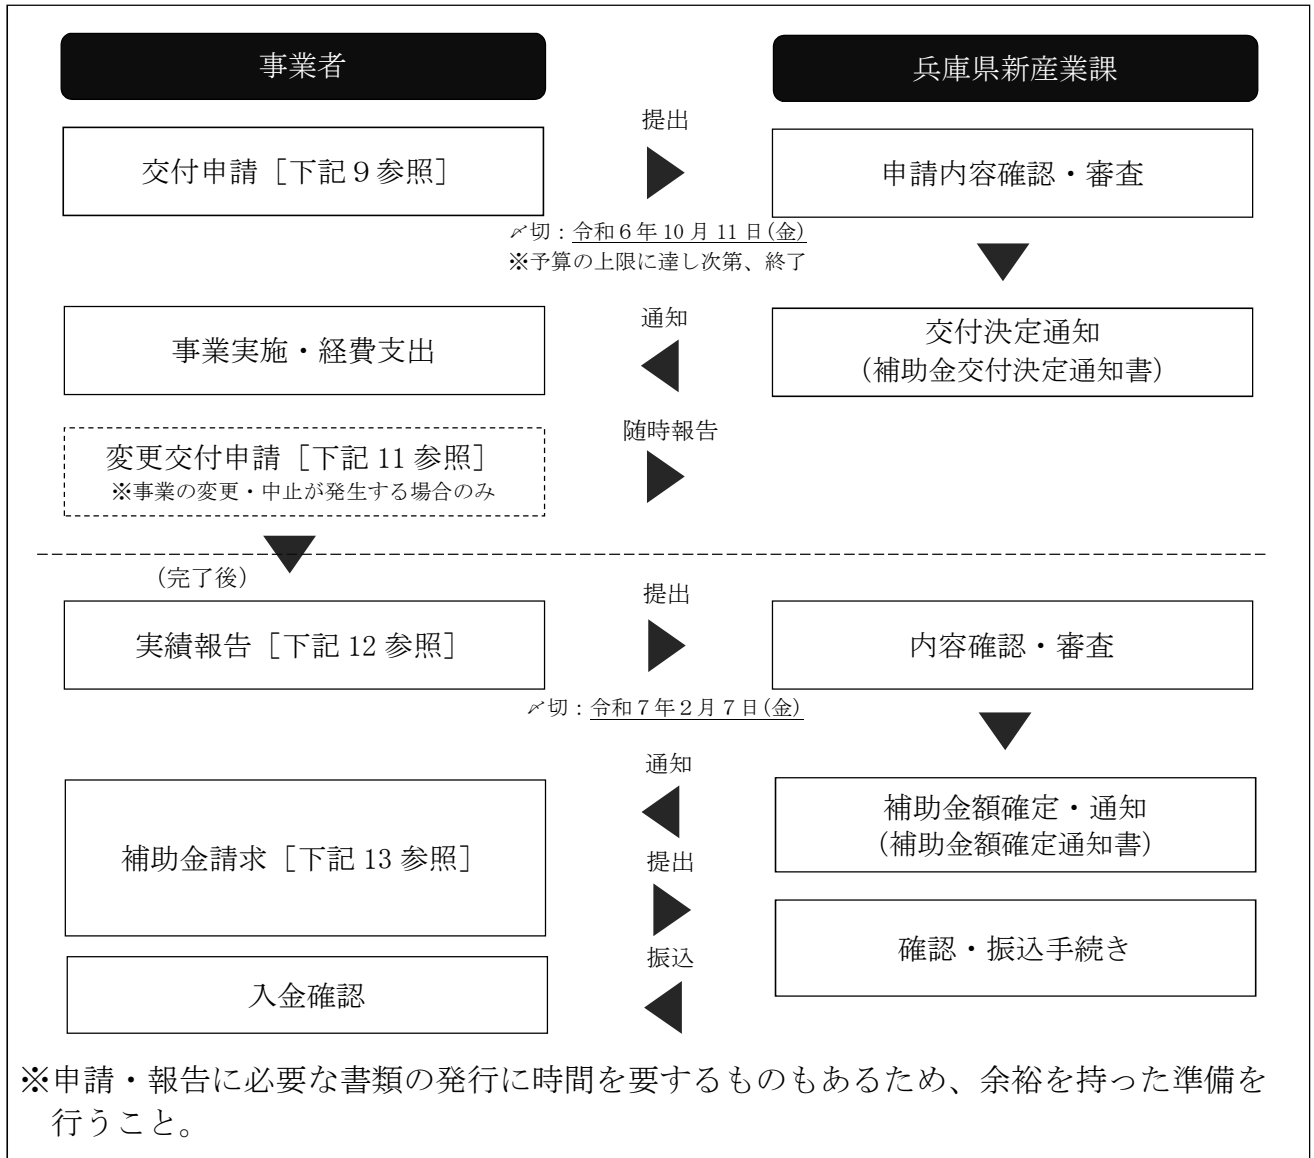 事業者
兵庫県新産業課
提出
交付申請［下記９参照］
申請内容確認・審査
〆切：令和６年 10 月 11 日(金)
※予算の上限に達し次第、終了
通知
事業実施・経費支出
交付決定通知
(補助金交付決定通知書)
随時報告
変更交付申請［下記 11 参照］
※事業の変更・中止が発生する場合のみ
(完了後)
提出
実績報告［下記 12 参照］
内容確認・審査
〆切：令和７年２月７日(金)
通知
補助金額確定・通知
(補助金額確定通知書)
補助金請求［下記 13 参照］
提出
確認・振込手続き
振込
入金確認
※申請・報告に必要な書類の発行に時間を要するものもあるため、余裕を持った準備を
行うこと。